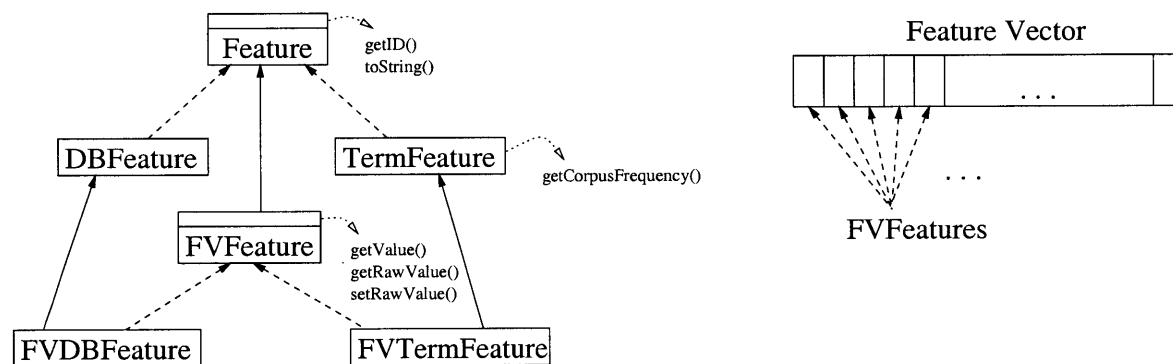 Feature
getID()
toString()
DBFeature
TermFeature
getCorpusFrequency()
FVFeature
getValue()
getRawValue()
setRawValue()
FVDBFeature
FVTermFeature
Feature Vector
. . .
. . .
FVFeatures